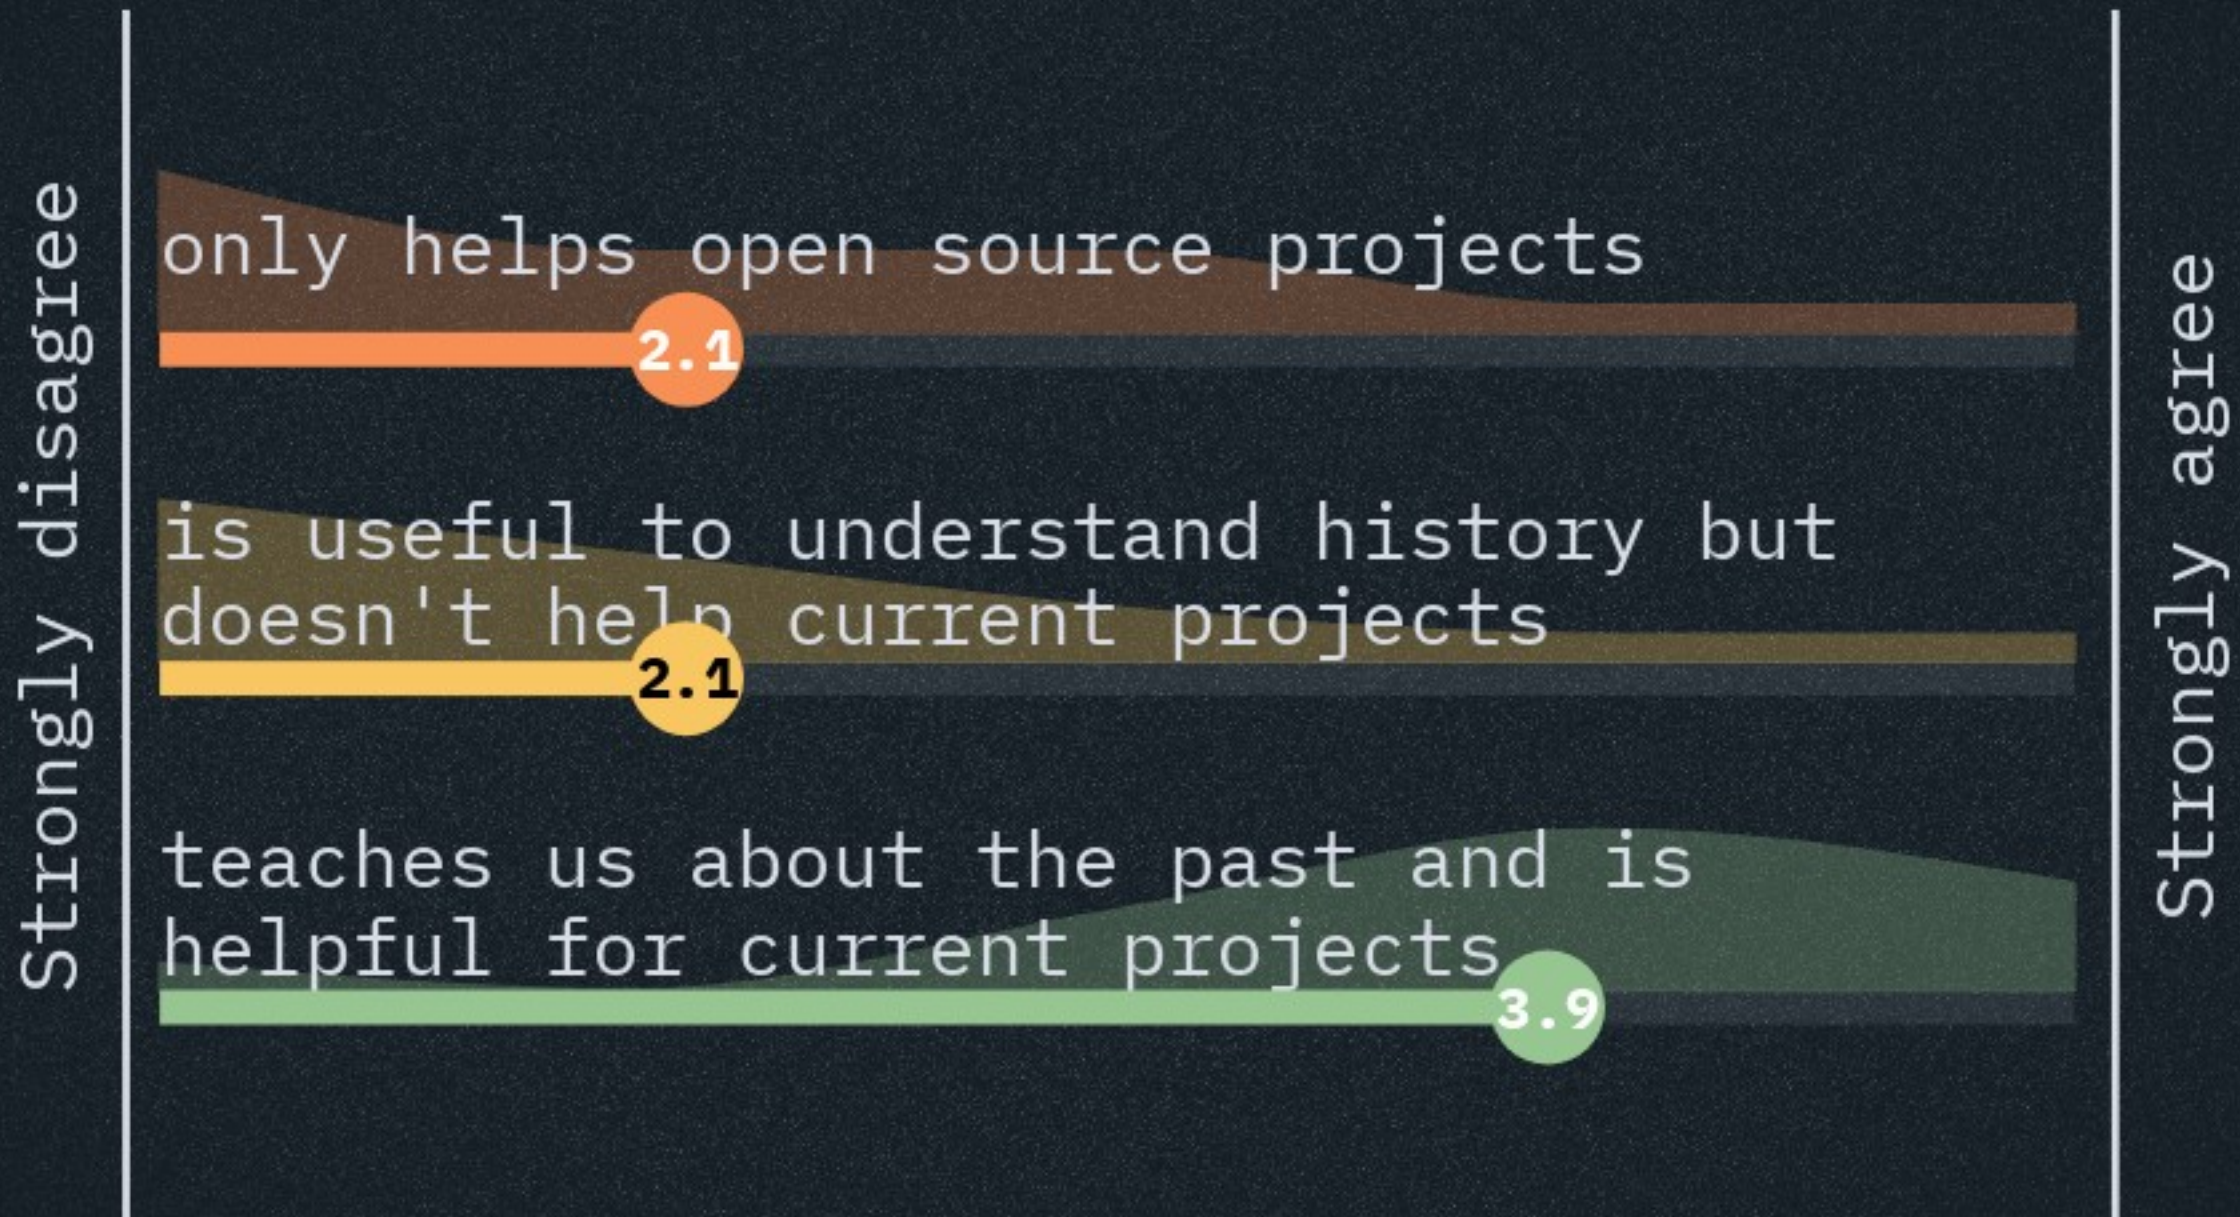 Strongly disagree
only helps open source projects
2.1
is useful to understand history but
doesn't help current projects
2.1
teaches us about the past and is
helpful for current projects
3.9
Strongly agree